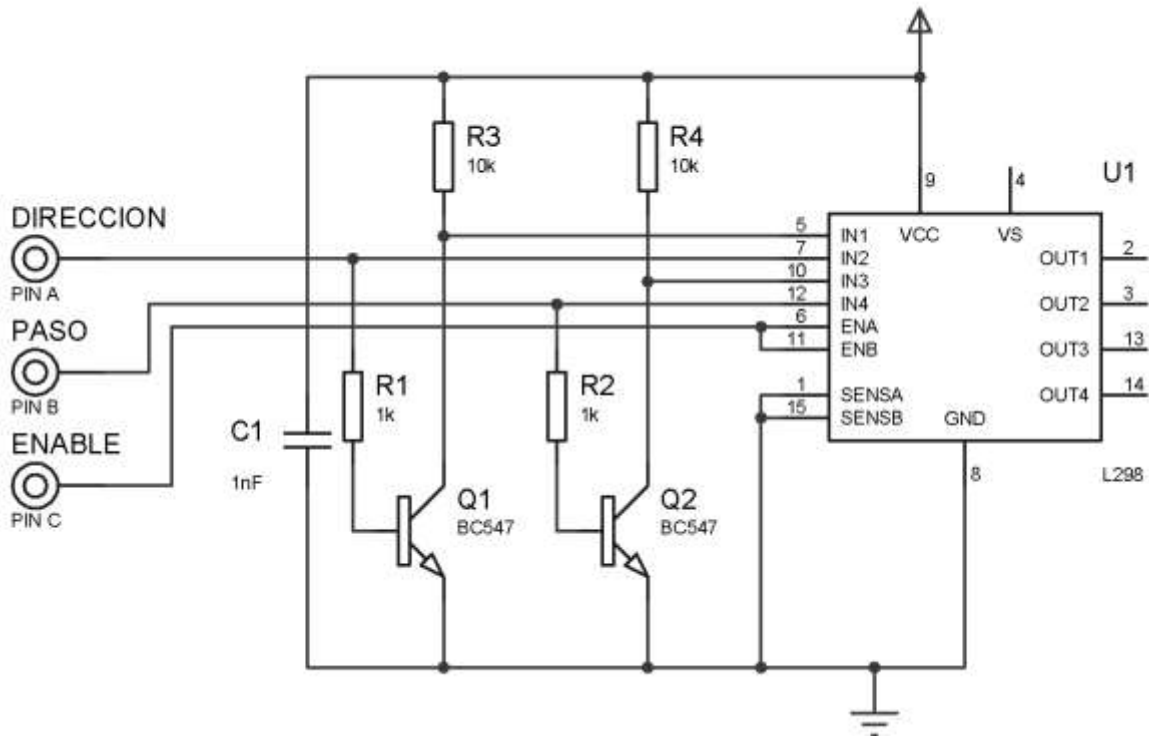 R3
10k
R4
10k
U1
9
4
DIRECCION
PIN A
PASO
PIN B
ENABLE
PIN C
5
7
10
12
6
11
1
15
IN1
IN2
IN3
IN4
ENA
ENB
SENSA
SENSB
VCC
VS
GND
OUT1
OUT2
OUT3
OUT4
2
3
13
14
8
L298
R1
1k
R2
1k
C1
1nF
Q1
BC547
Q2
BC547